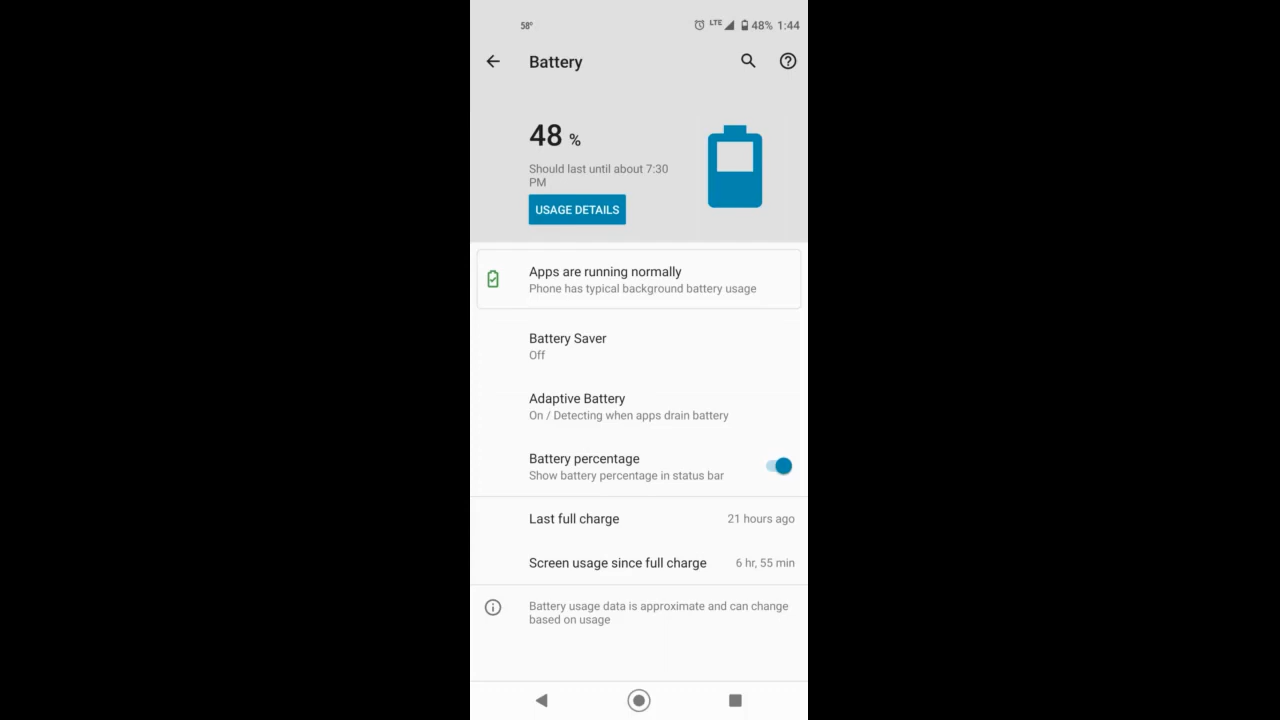 58°
LTE 48% 1:44
Battery
48 %
Should last until about 7:30
PM
USAGE DETAILS
Apps are running normally
Phone has typical background battery usage
Battery Saver
Off
Adaptive Battery
On / Detecting when apps drain battery
Battery percentage
Show battery percentage in status bar
Last full charge 21 hours ago
Screen usage since full charge 6 hr, 55 min
Battery usage data is approximate and can change
based on usage